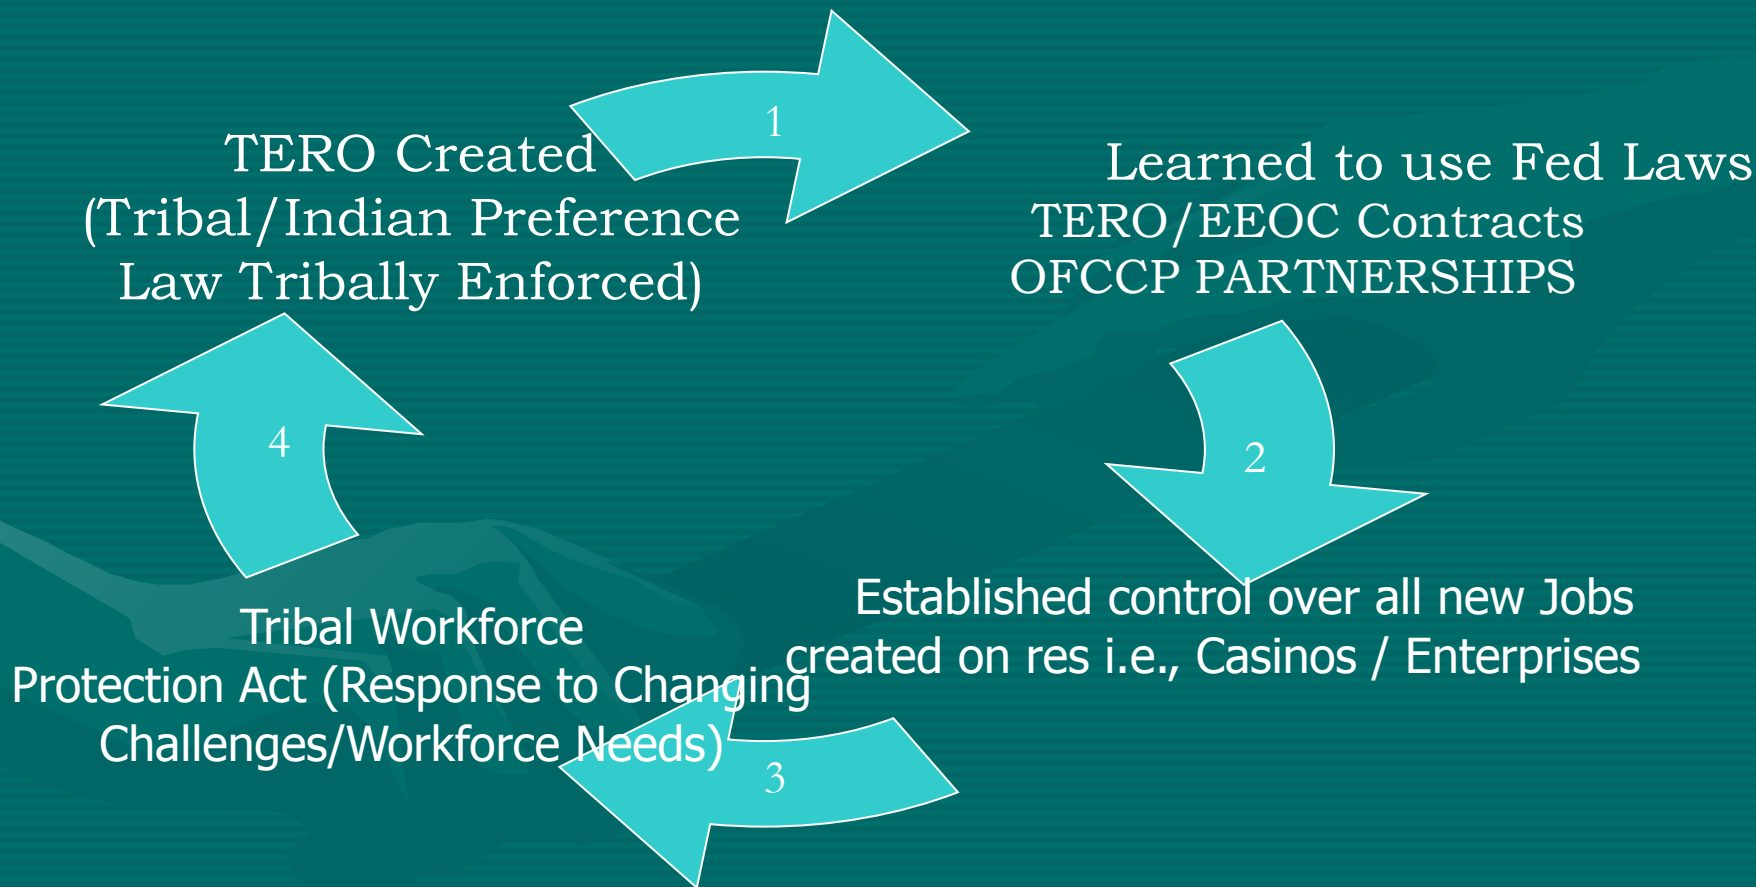 TERO Created
(Tribal/Indian Preference
Law Tribally Enforced)
1
Learned to use Fed Laws
TERO/EEOC Contracts
OFCCP PARTNERSHIPS
2
Established control over all new Jobs
created on res i.e., Casinos / Enterprises
3
Tribal Workforce
Protection Act (Response to Changing
Challenges/Workforce Needs)
4